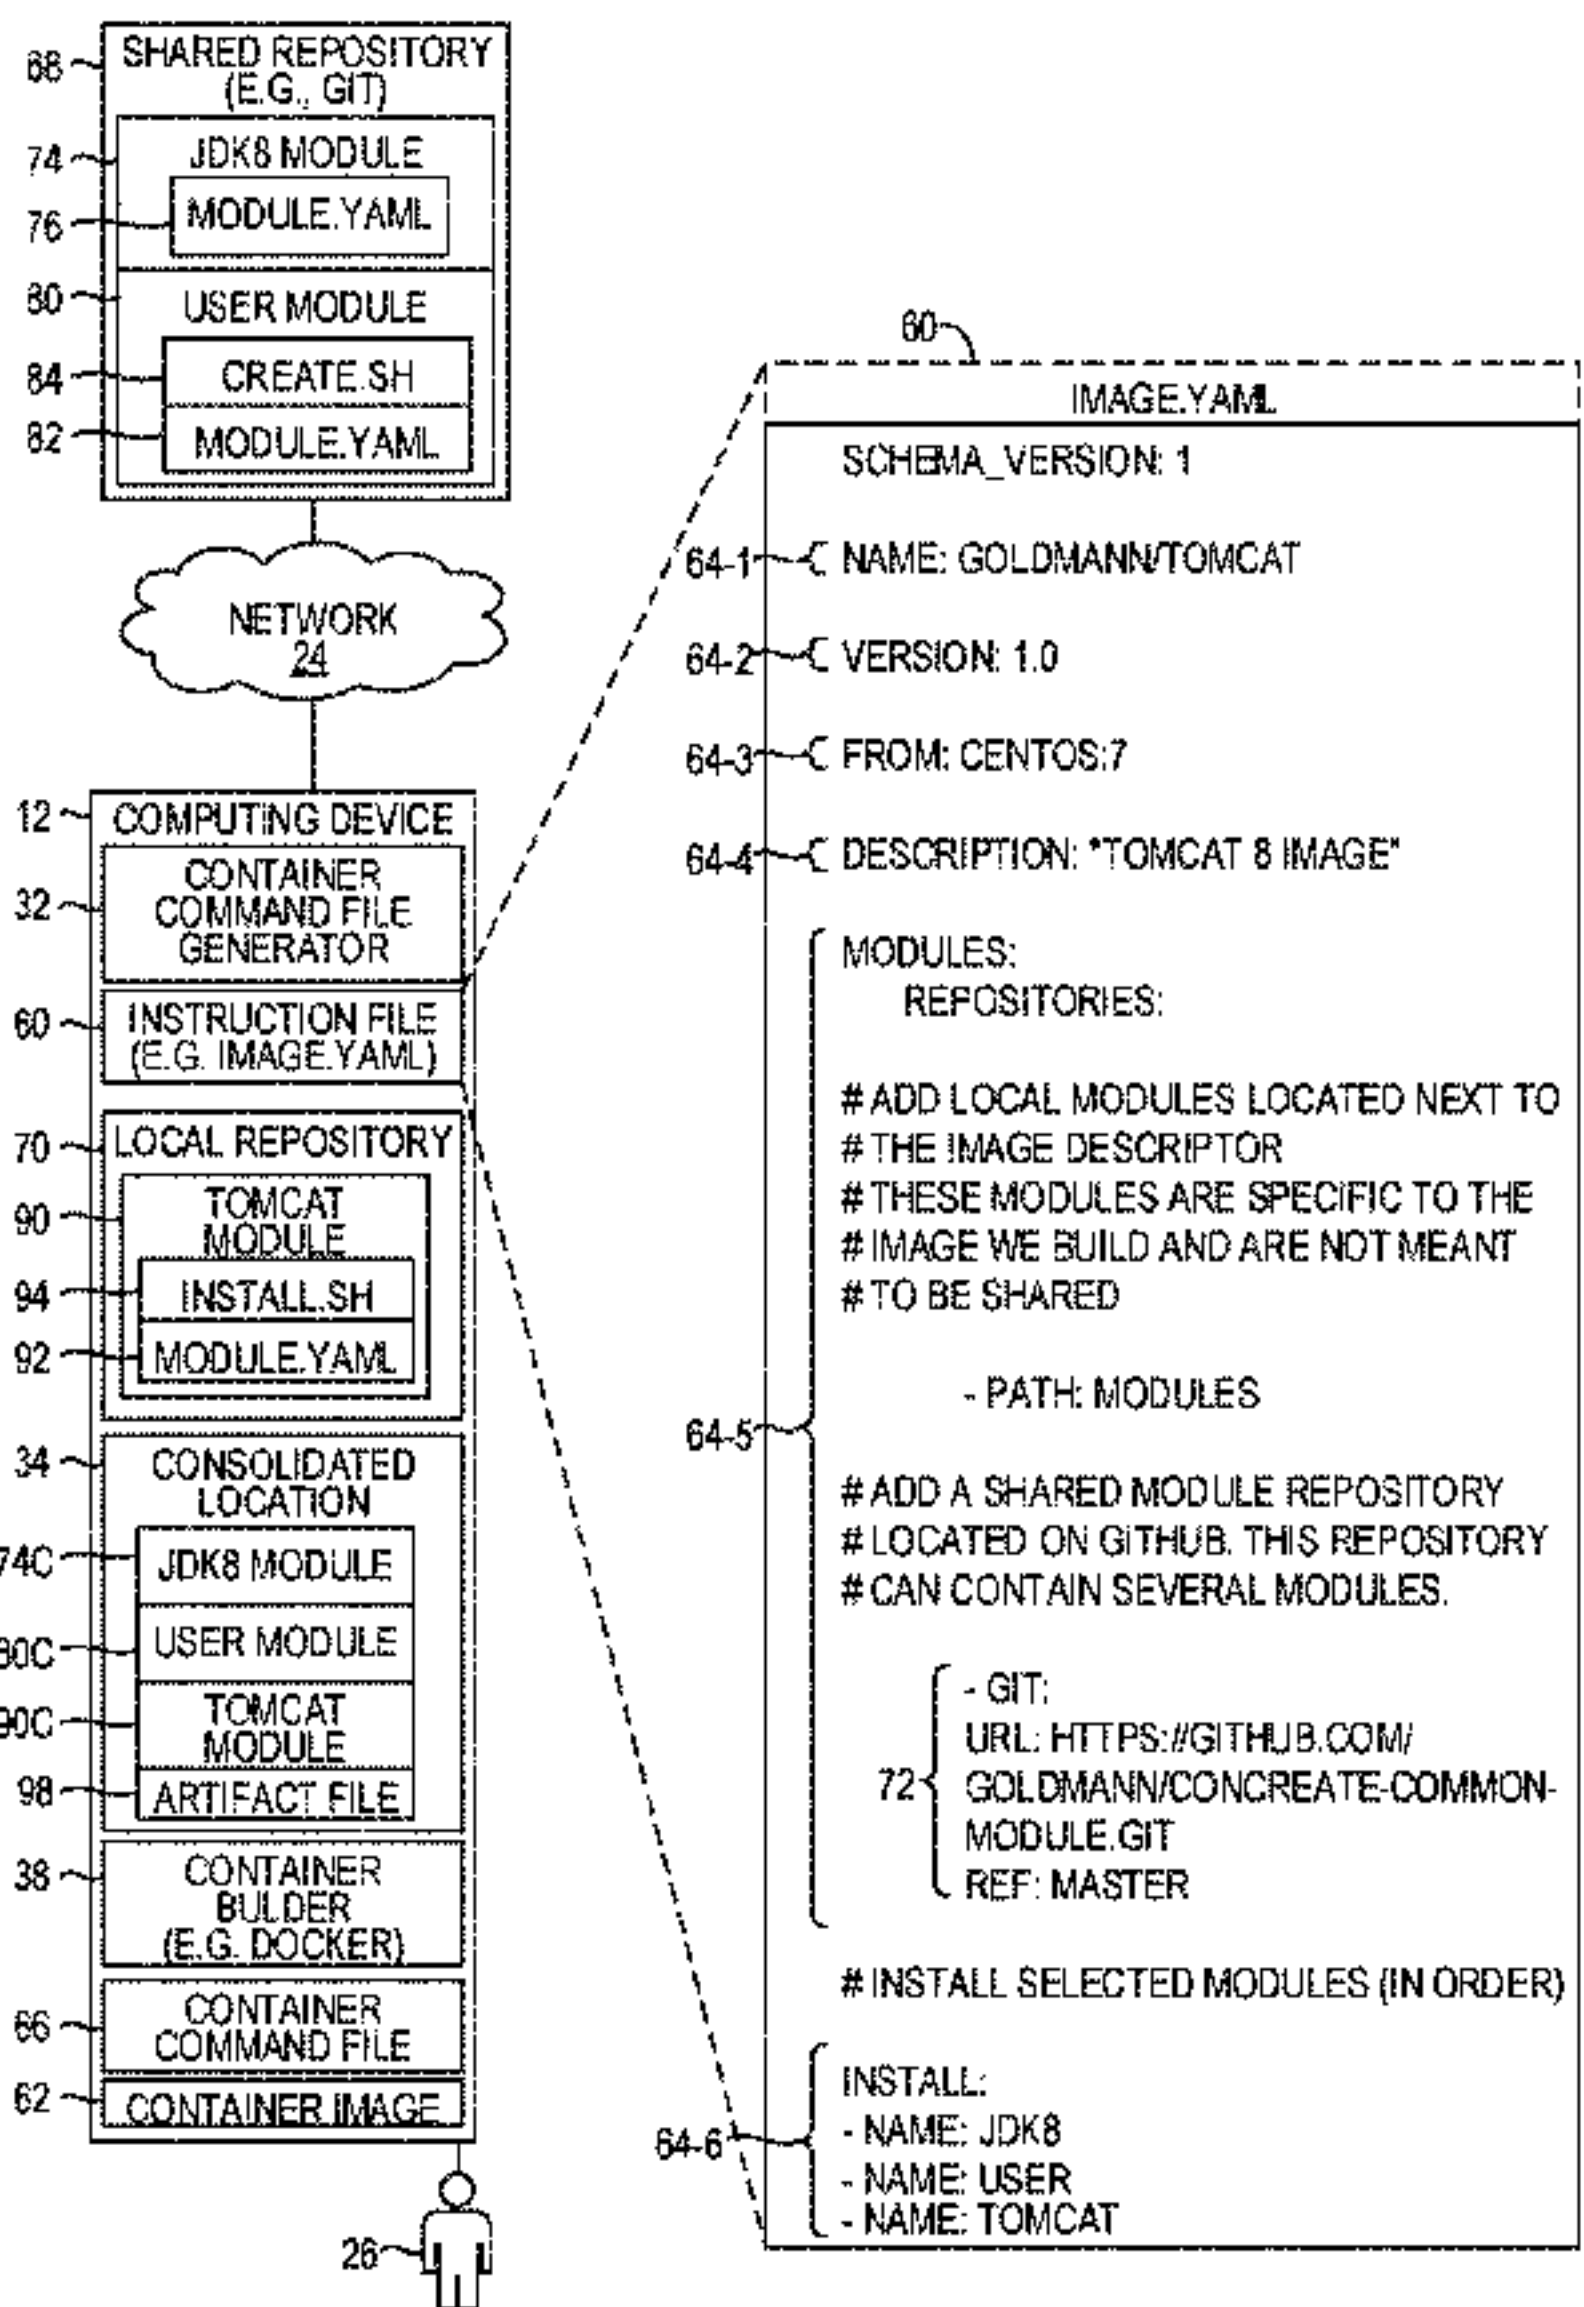 68
SHARED REPOSITORY
(E.G., GIT)
74
JDK8 MODULE
76
MODULE.YAML
80
USER MODULE
84
CREATE.SH
82
MODULE.YAML
NETWORK
24
12
COMPUTING DEVICE
32
CONTAINER
COMMAND FILE
GENERATOR
60
INSTRUCTION FILE
(E.G. IMAGE.YAML)
70
LOCAL REPOSITORY
90
TOMCAT
MODULE
94
INSTALL.SH
92
MODULE.YAML
34
CONSOLIDATED
LOCATION
74C
JDK8 MODULE
80C
USER MODULE
90C
TOMCAT
MODULE
98
ARTIFACT FILE
38
CONTAINER
BULDER
(E.G. DOCKER)
66
CONTAINER
COMMAND FILE
62
CONTAINER IMAGE
26
60
IMAGE.YAML
SCHEMA_VERSION: 1
64-1
NAME: GOLDMANN/TOMCAT
64-2
VERSION: 1.0
64-3
FROM: CENTOS:7
64-4
DESCRIPTION: "TOMCAT 8 IMAGE"
64-5
MODULES:
REPOSITORIES:
# ADD LOCAL MODULES LOCATED NEXT TO
# THE IMAGE DESCRIPTOR
# THESE MODULES ARE SPECIFIC TO THE
# IMAGE WE BUILD AND ARE NOT MEANT
# TO BE SHARED
- PATH: MODULES
# ADD A SHARED MODULE REPOSITORY
# LOCATED ON GITHUB. THIS REPOSITORY
# CAN CONTAIN SEVERAL MODULES.
72
- GIT:
URL: HTTPS://GITHUB.COM/
GOLDMANN/CONCREATE-COMMON-
MODULE.GIT
REF: MASTER
# INSTALL SELECTED MODULES (IN ORDER)
64-6
INSTALL:
- NAME: JDK8
- NAME: USER
- NAME: TOMCAT